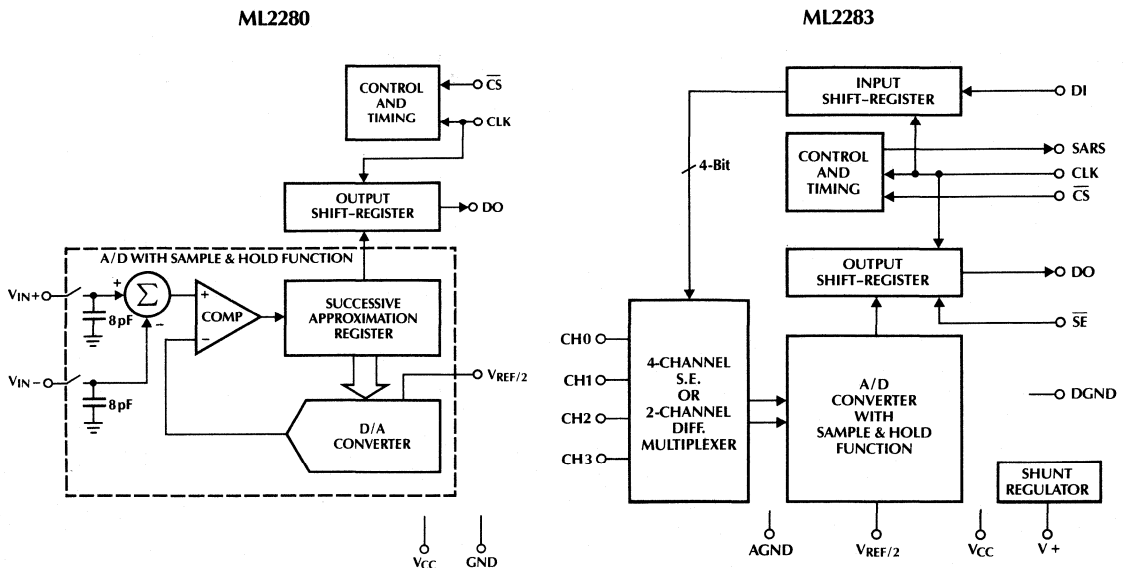 ML2280
CONTROL
AND
TIMING
C̅S̅
CLK
OUTPUT
SHIFT-REGISTER
DO
A/D WITH SAMPLE & HOLD FUNCTION
VIN+
+
Σ
−
8pF
+
COMP
−
SUCCESSIVE
APPROXIMATION
REGISTER
VIN−
8pF
VREF/2
D/A
CONVERTER
VCC
GND
ML2283
INPUT
SHIFT-REGISTER
DI
4-Bit
CONTROL
AND
TIMING
SARS
CLK
C̅S̅
OUTPUT
SHIFT-REGISTER
DO
S̅E̅
CH0
CH1
CH2
CH3
4-CHANNEL
S.E.
OR
2-CHANNEL
DIFF.
MULTIPLEXER
A/D
CONVERTER
WITH
SAMPLE & HOLD
FUNCTION
DGND
SHUNT
REGULATOR
AGND
VREF/2
VCC
V+